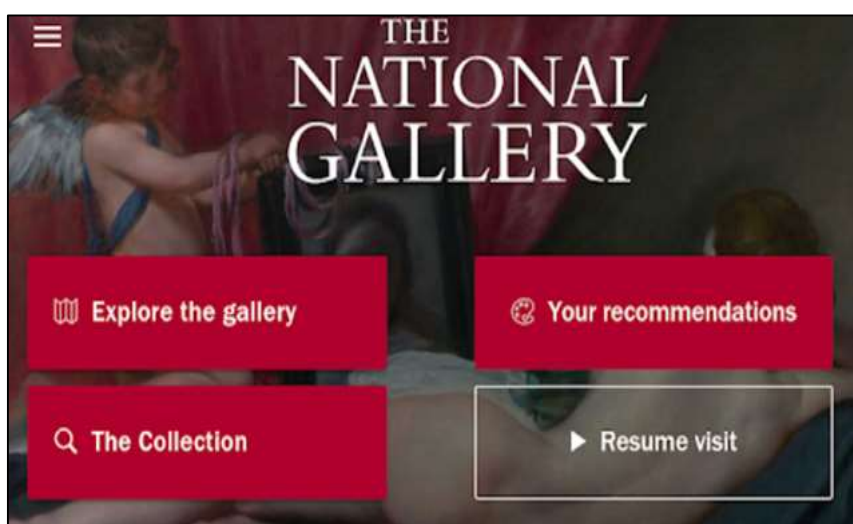 THE
NATIONAL
GALLERY
Explore the gallery
Your recommendations
The Collection
Resume visit